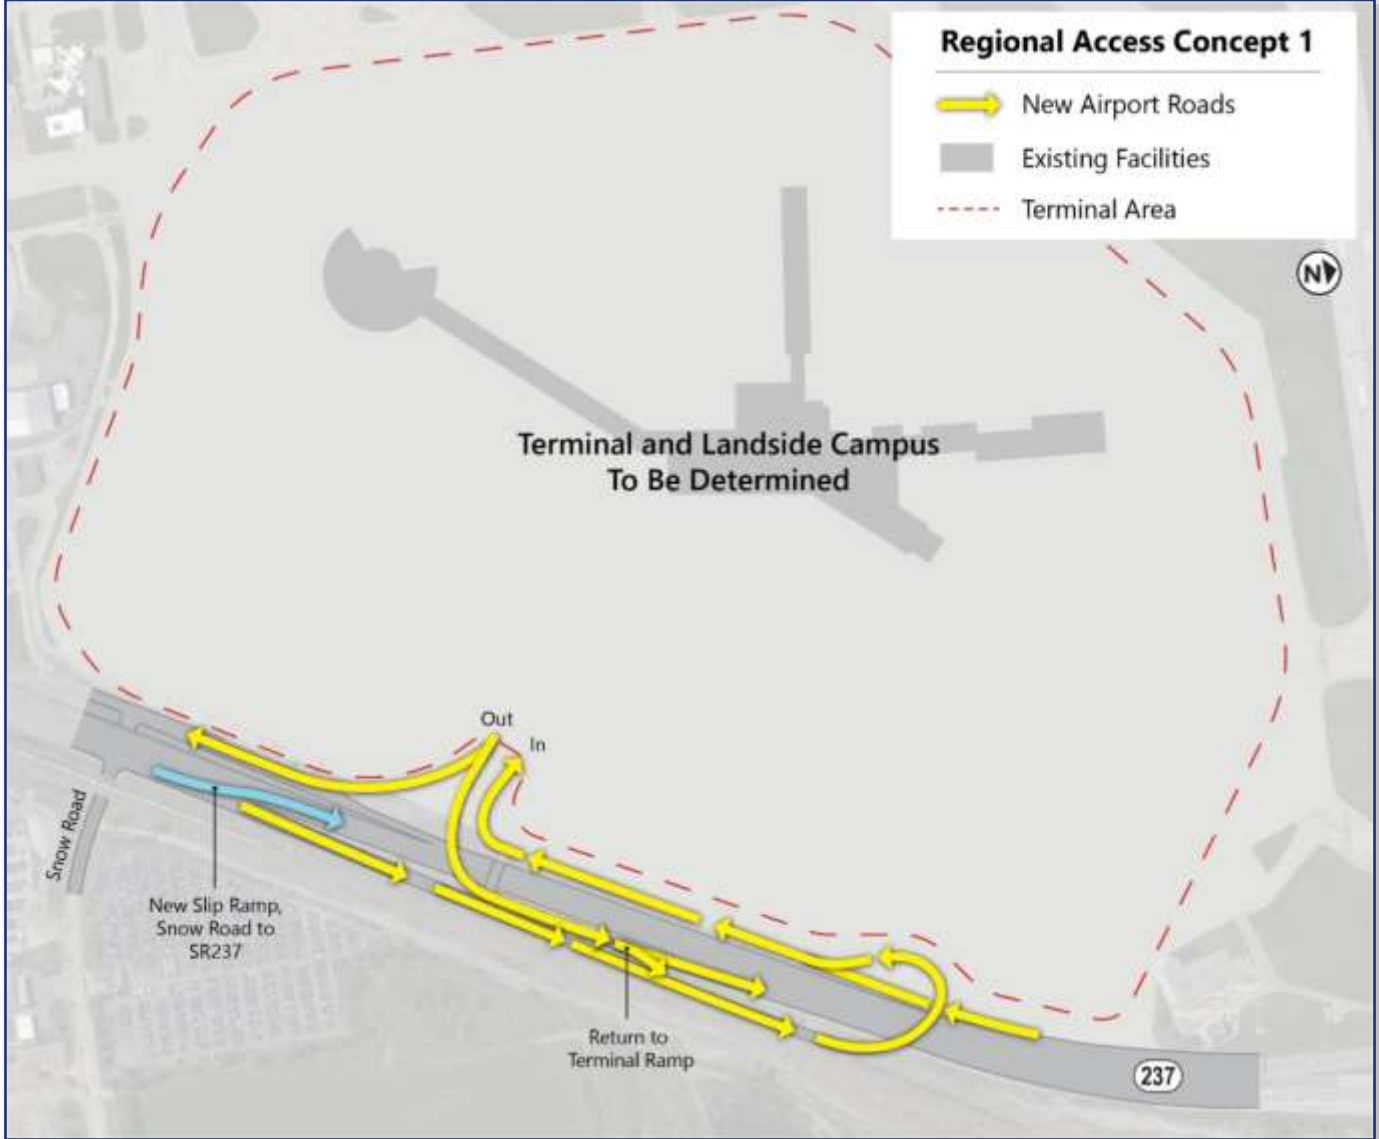 Regional Access Concept 1
New Airport Roads
Existing Facilities
Terminal Area
N
Terminal and Landside Campus
To Be Determined
Out
In
Snow Road
New Slip Ramp,
Snow Road to
SR237
Return to
Terminal Ramp
237